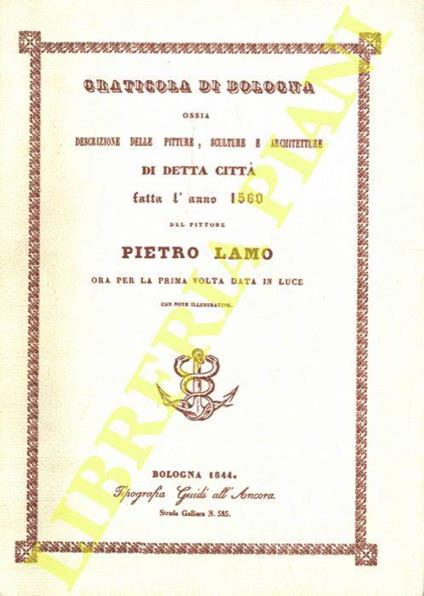 GRATICOLA DI BOLOGNA
OSSIA
DESCRIZIONE DELLE PITTURE, SCULTURE E ARCHITETTURE
DI DETTA CITTÀ
fatta l' anno 1560
DEL PITTORE
PIETRO LAMO
ORA PER LA PRIMA VOLTA DATA IN LUCE
CON NOTE ILLUSTRATIVE.
BOLOGNA 1844.
Tipografia Guidi all' Ancora.
Strada Galliera N. 585.
LIBRERIA PIANI